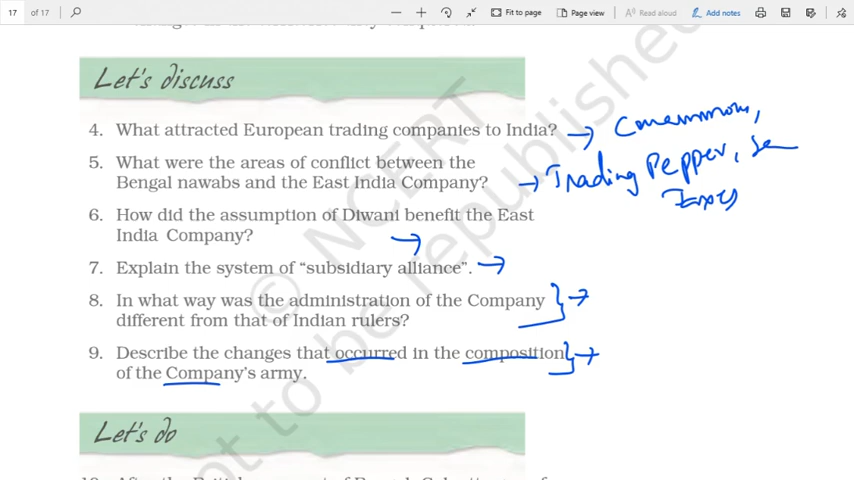 17 of 17
Fit to page
Page view
Read aloud
Add notes
Let's discuss
4. What attracted European trading companies to India?
5. What were the areas of conflict between the
Bengal nawabs and the East India Company?
Trading Pepper,
6. How did the assumption of Diwani benefit the East
India Company?
7. Explain the system of “subsidiary alliance”.
8. In what way was the administration of the Company
different from that of Indian rulers?
9. Describe the changes that occurred in the composition
of the Company's army.
Let's do
© NCERT
not to be republished